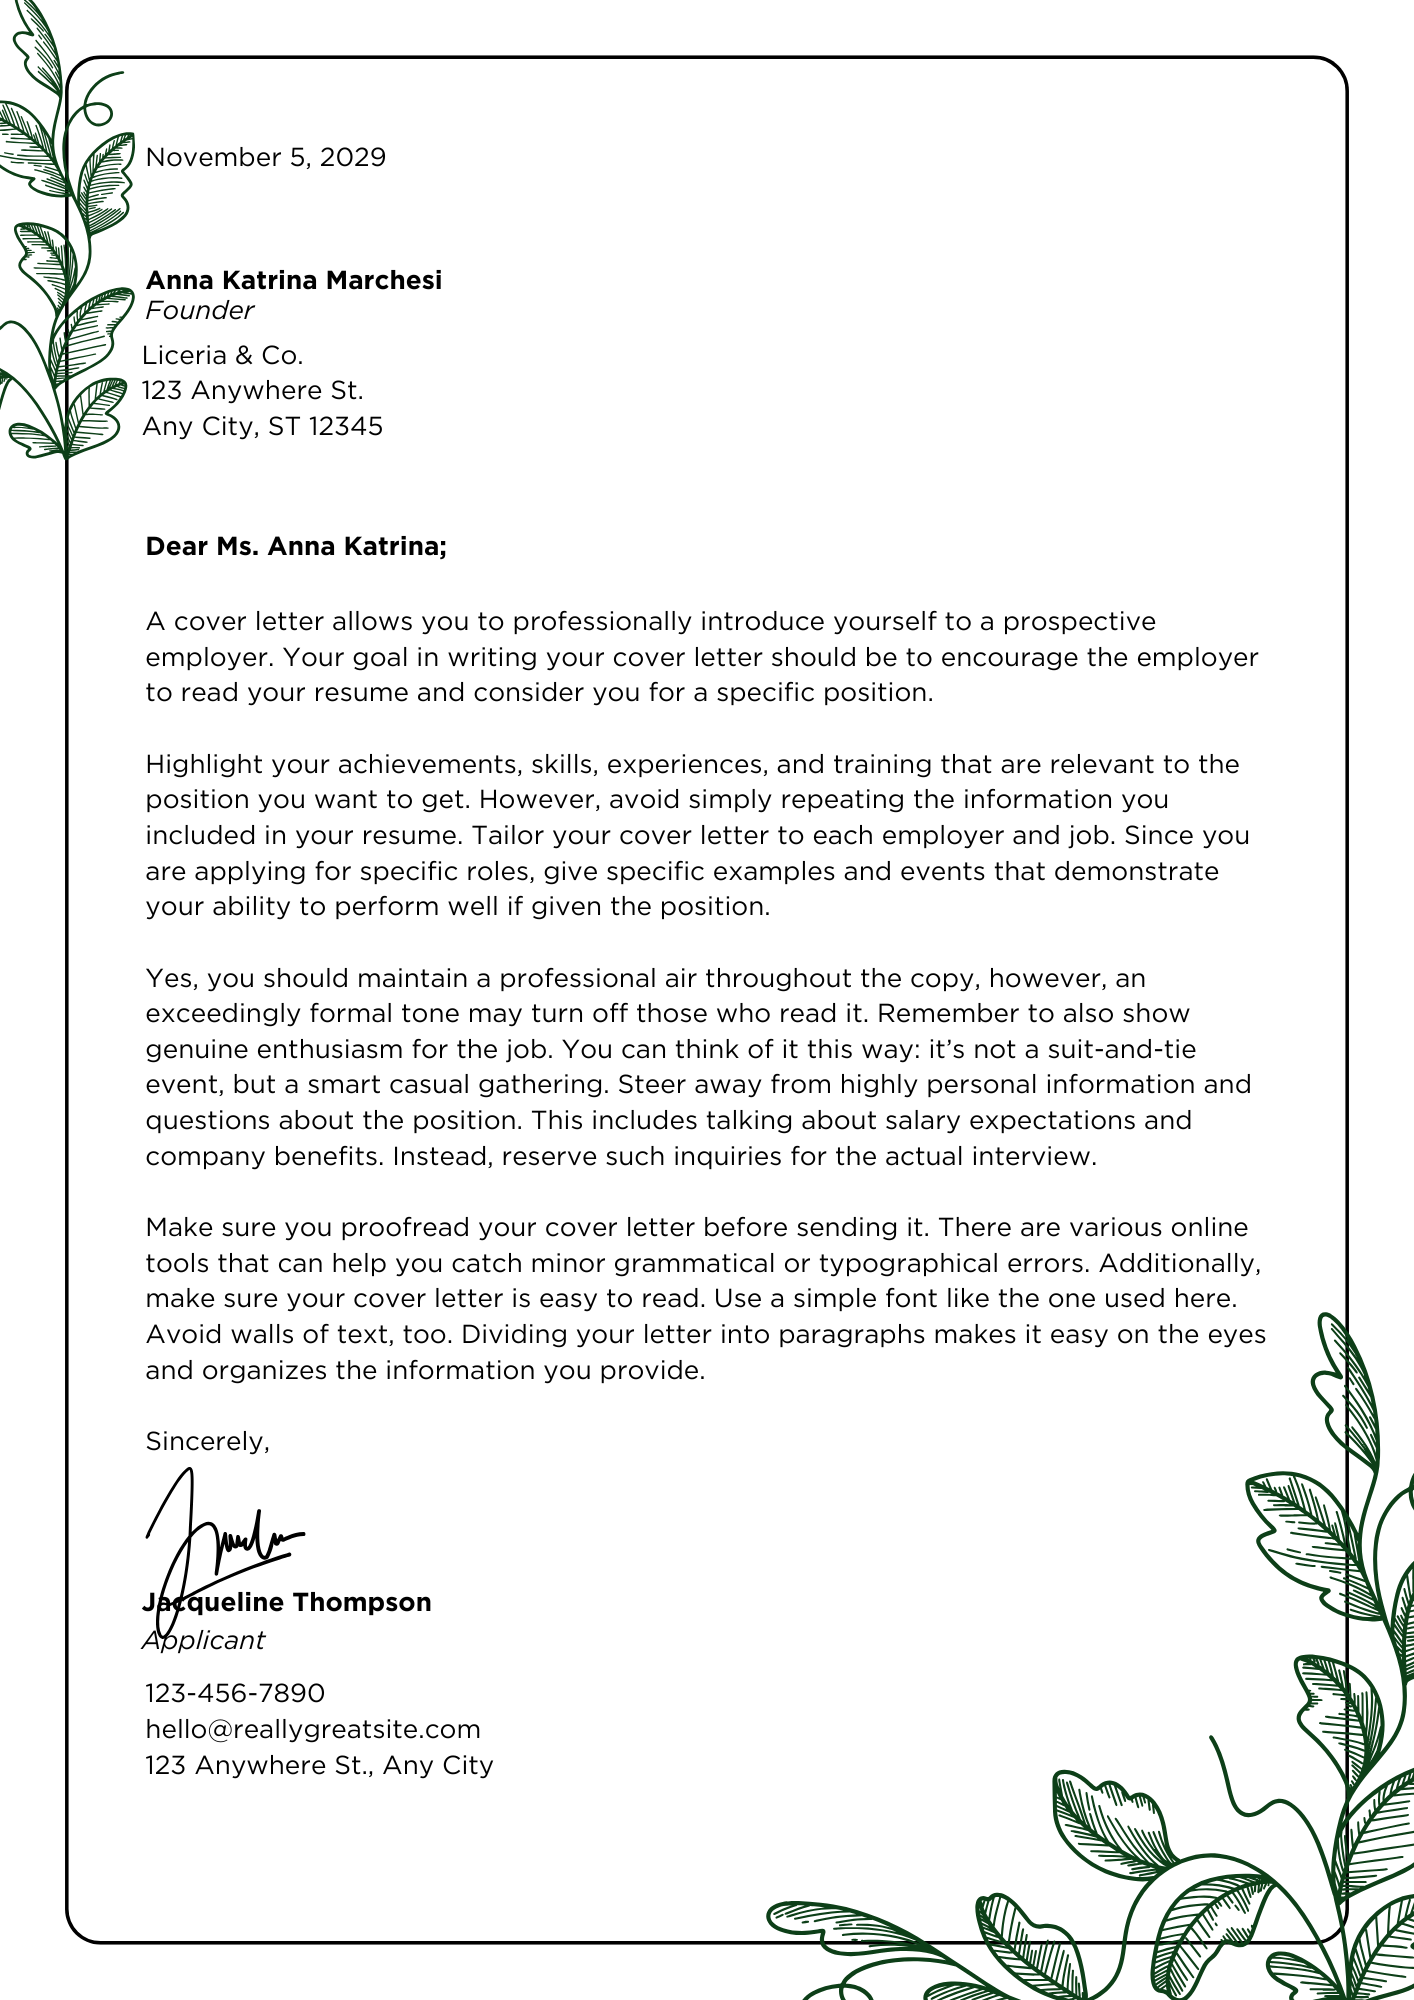 November 5, 2029
Anna Katrina Marchesi
Founder
Liceria & Co.
123 Anywhere St.
Any City, ST 12345
Dear Ms. Anna Katrina;
A cover letter allows you to professionally introduce yourself to a prospective
employer. Your goal in writing your cover letter should be to encourage the employer
to read your resume and consider you for a specific position.
Highlight your achievements, skills, experiences, and training that are relevant to the
position you want to get. However, avoid simply repeating the information you
included in your resume. Tailor your cover letter to each employer and job. Since you
are applying for specific roles, give specific examples and events that demonstrate
your ability to perform well if given the position.
Yes, you should maintain a professional air throughout the copy, however, an
exceedingly formal tone may turn off those who read it. Remember to also show
genuine enthusiasm for the job. You can think of it this way: it’s not a suit-and-tie
event, but a smart casual gathering. Steer away from highly personal information and
questions about the position. This includes talking about salary expectations and
company benefits. Instead, reserve such inquiries for the actual interview.
Make sure you proofread your cover letter before sending it. There are various online
tools that can help you catch minor grammatical or typographical errors. Additionally,
make sure your cover letter is easy to read. Use a simple font like the one used here.
Avoid walls of text, too. Dividing your letter into paragraphs makes it easy on the eyes
and organizes the information you provide.
Sincerely,
Jacqueline Thompson
Applicant
123-456-7890
hello@reallygreatsite.com
123 Anywhere St., Any City